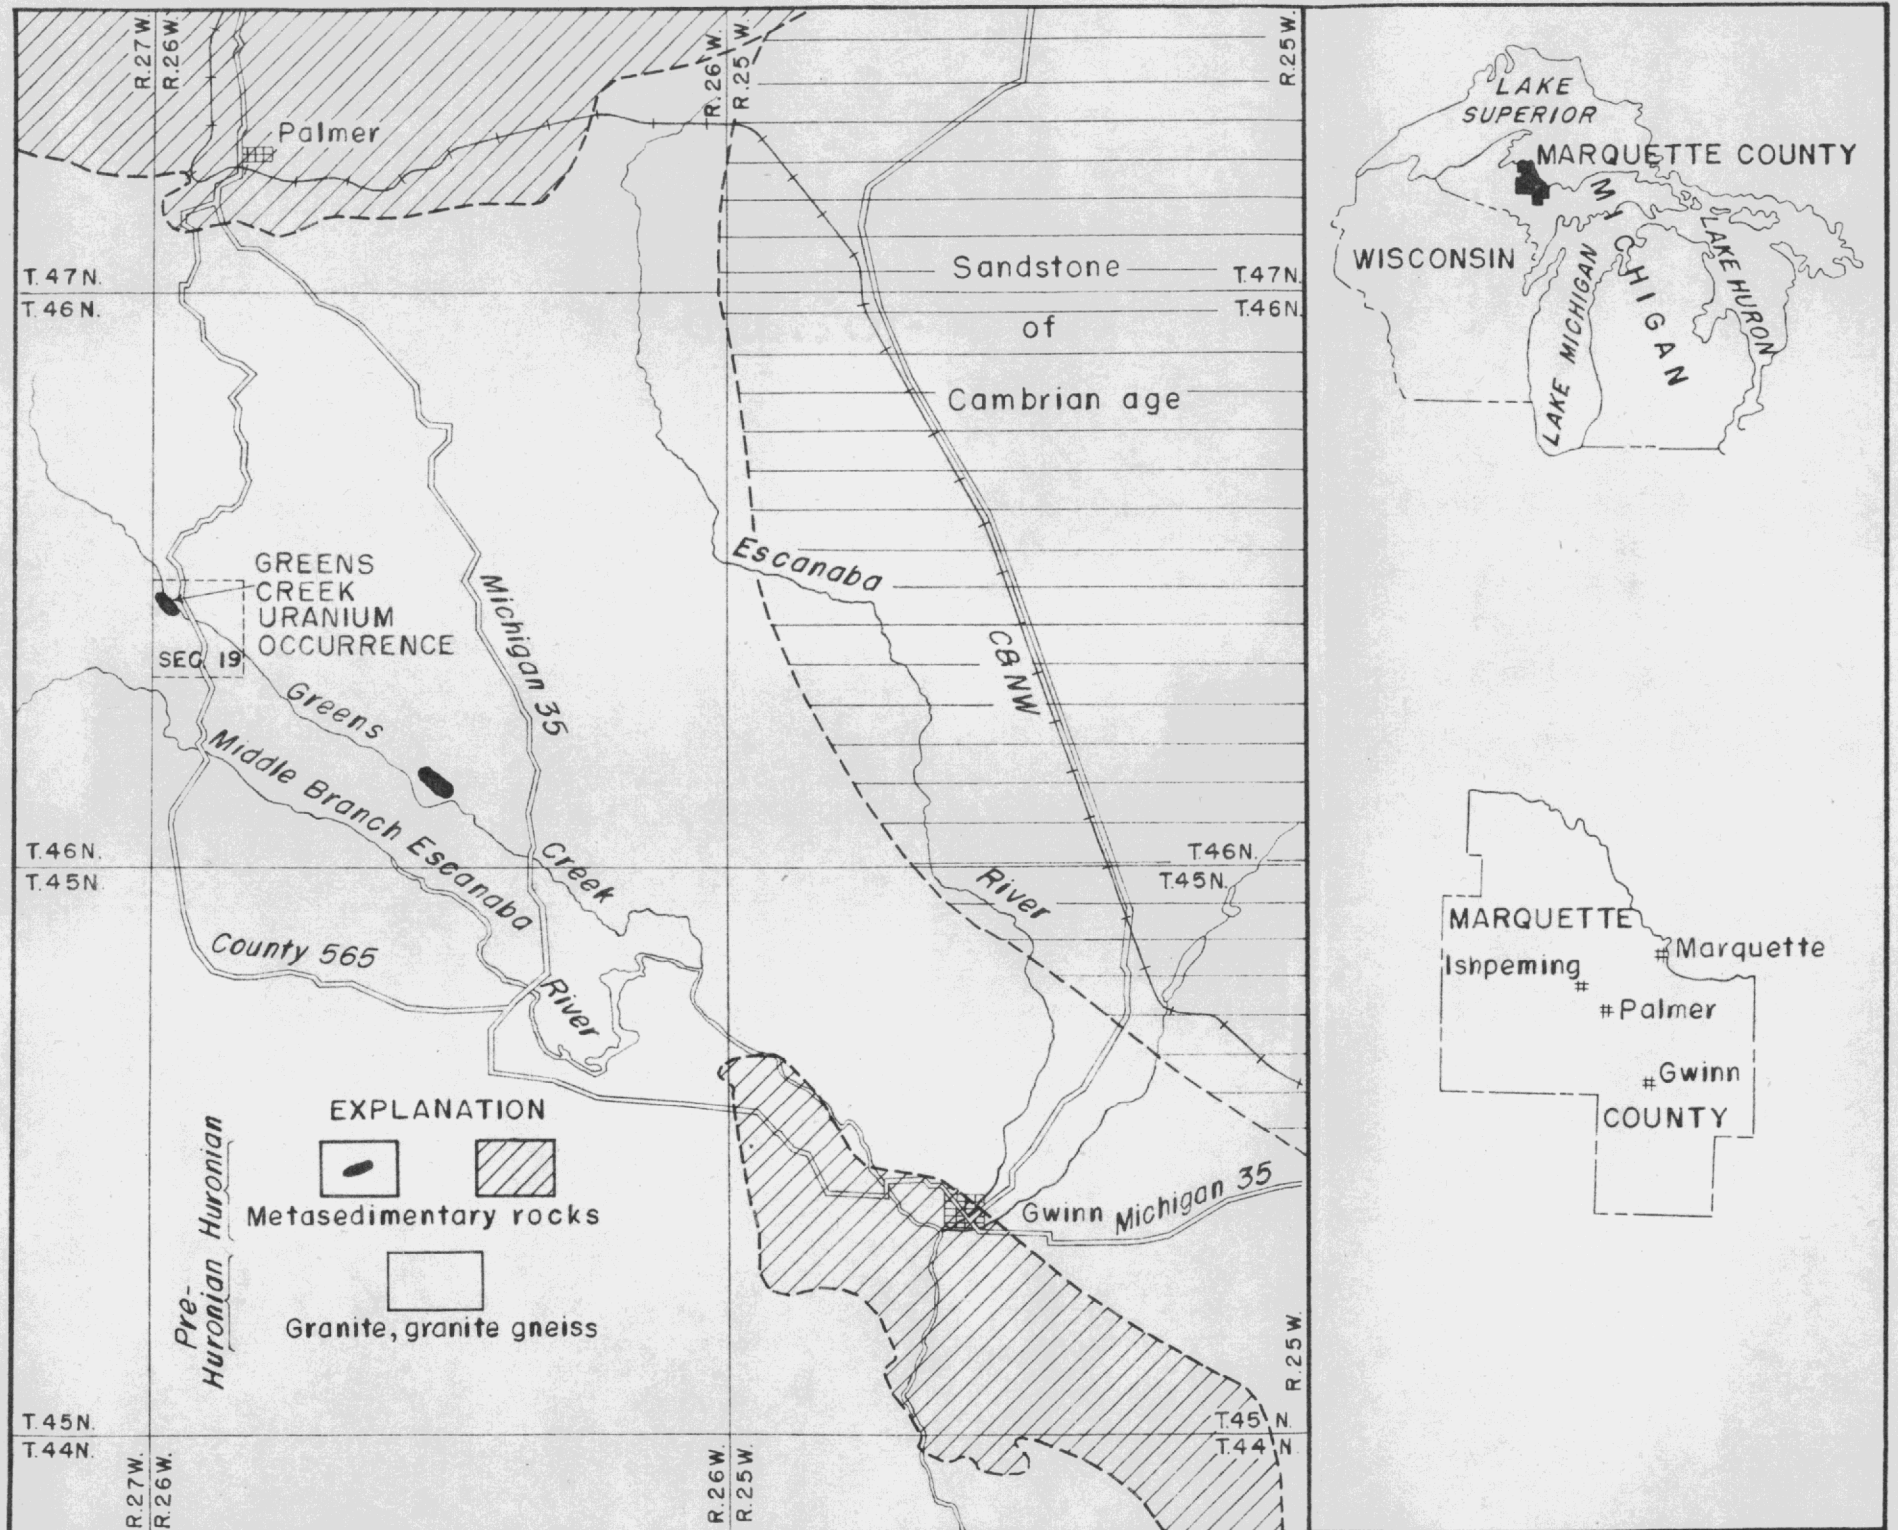 R.27W.
R.26W.
R.26W.
R.25W.
R.25W.
Palmer
T.47N.
T.46N.
Sandstone
of
Cambrian age
T.47N.
T.46N.
GREENS
CREEK
URANIUM
OCCURRENCE
SEC. 19
Michigan 35
Escanaba
River
C&NW
Greens
Creek
Middle Branch Escanaba
River
T.46N.
T.45N.
T.46N.
T.45N.
County 565
EXPLANATION
Huronian
Metasedimentary rocks
Pre-
Huronian
Granite, granite gneiss
Gwinn
Michigan 35
T.45N.
T.44N.
T.45N.
T.44N.
R.27W.
R.26W.
R.26W.
R.25W.
R.25W.
LAKE
SUPERIOR
MARQUETTE COUNTY
WISCONSIN
MICHIGAN
LAKE MICHIGAN
LAKE HURON
MARQUETTE
Marquette
Ishpeming
Palmer
Gwinn
COUNTY